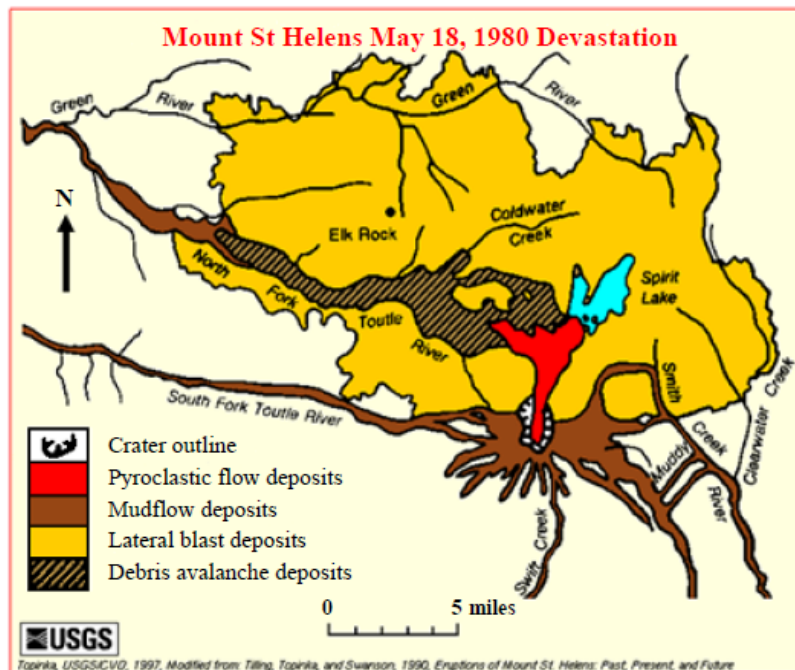 Mount St Helens May 18, 1980 Devastation
Green
River
Green
River
N
Elk Rock
Coldwater
Creek
North
Fork
Toutle
River
Spirit
Lake
South Fork Toutle River
Smith
Creek
Muddy
River
Clearwater Creek
Swift Creek
Crater outline
Pyroclastic flow deposits
Mudflow deposits
Lateral blast deposits
Debris avalanche deposits
0 5 miles
USGS
Topinka, USGS/CVO, 1997, Modified from: Tilling, Topinka, and Swanson, 1990, Eruptions of Mount St. Helens: Past, Present, and Future